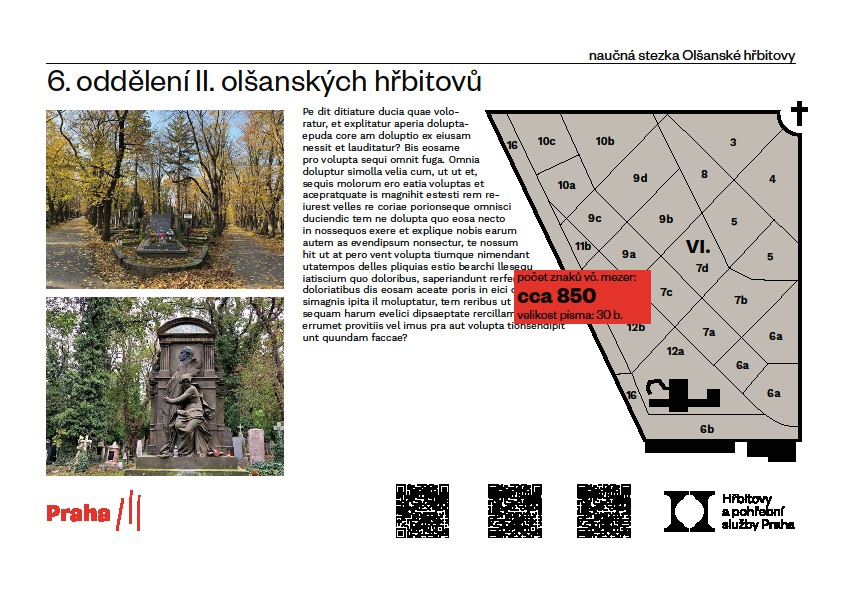 naučná stezka Olšanské hřbitovy
6. oddělení II. olšanských hřbitovů
Pe dit ditiature ducia quae volo-
ratur, et explitatur aperia dolupta-
epuda core am doluptio ex eiusam
nessit et lauditatur? Bis eosame
pro volupta sequi omnit fuga. Omnia
doluptur simolla velia cum, ut ut et,
sequis molorum ero eatia voluptas et
acepratquate is magnihit estesti rem re-
iurest velles re coriae porionseque omnisci
duciendic tem ne dolupta quo eosa necto
in nossequos exere et explique nobis earum
autem as evendipsum nonsectur, te nossum
hit ut at pero vent volupta tiumque nimendant
utatempos delles pliquias estio bearchi llesequ
iatiscium quo doloribus, saperiandunt
doloriatibus dis eosam aceate poris in eici
simagnis ipita il moluptatur, tem reribus ut
sequam harum evelici dipsaeptate
errumet provitiis vel imus pra aut volupta tionsendipit
unt quundam faccae?
16
10c
10b
3
10a
9d
8
4
9c
9b
5
11b
9a
VI.
7d
5
počet znaků vč. mezer:
cca 850
velikost písma: 30 b.
7c
7b
12b
7a
6a
12a
6a
16
6a
6b
Praha
Hřbitovy
a pohřební
služby Praha